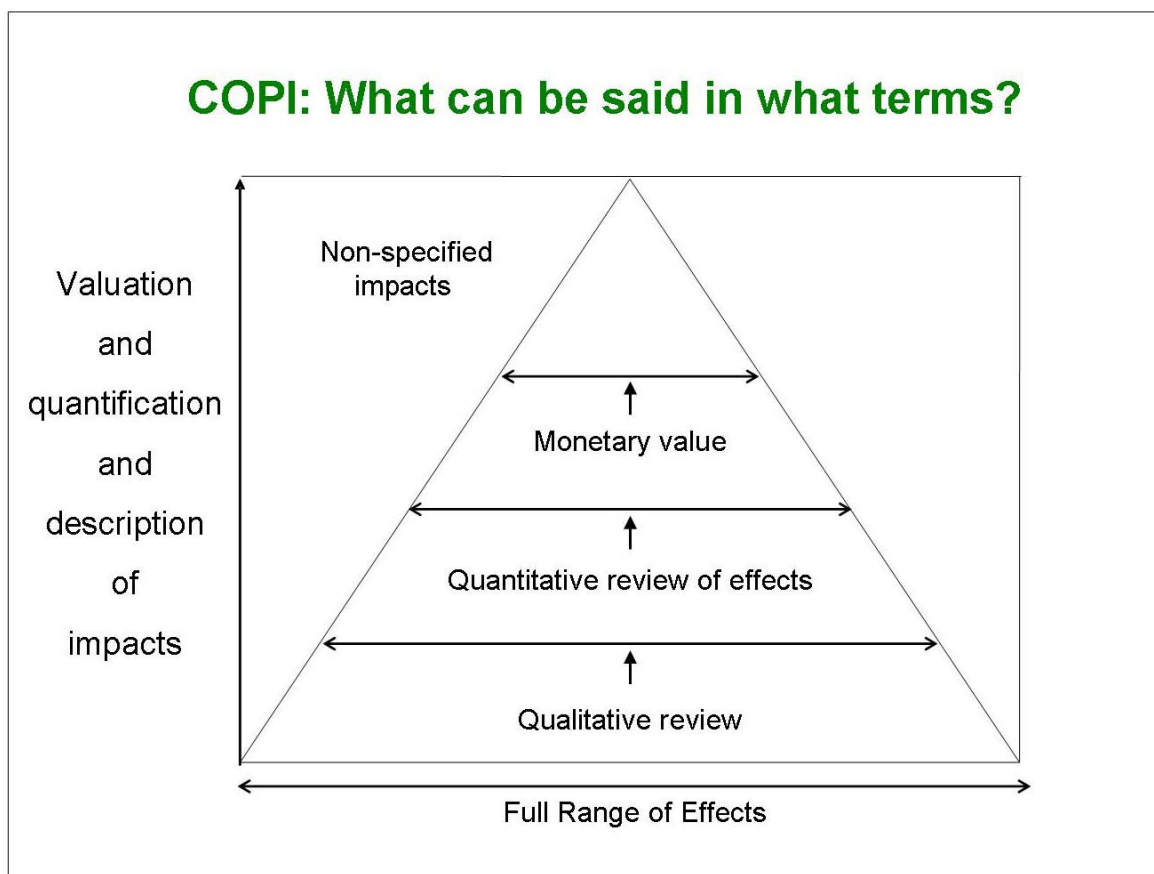 COPI: What can be said in what terms?
Non-specified
impacts
Valuation
and
quantification
and
description
of
impacts
Monetary value
Quantitative review of effects
Qualitative review
Full Range of Effects